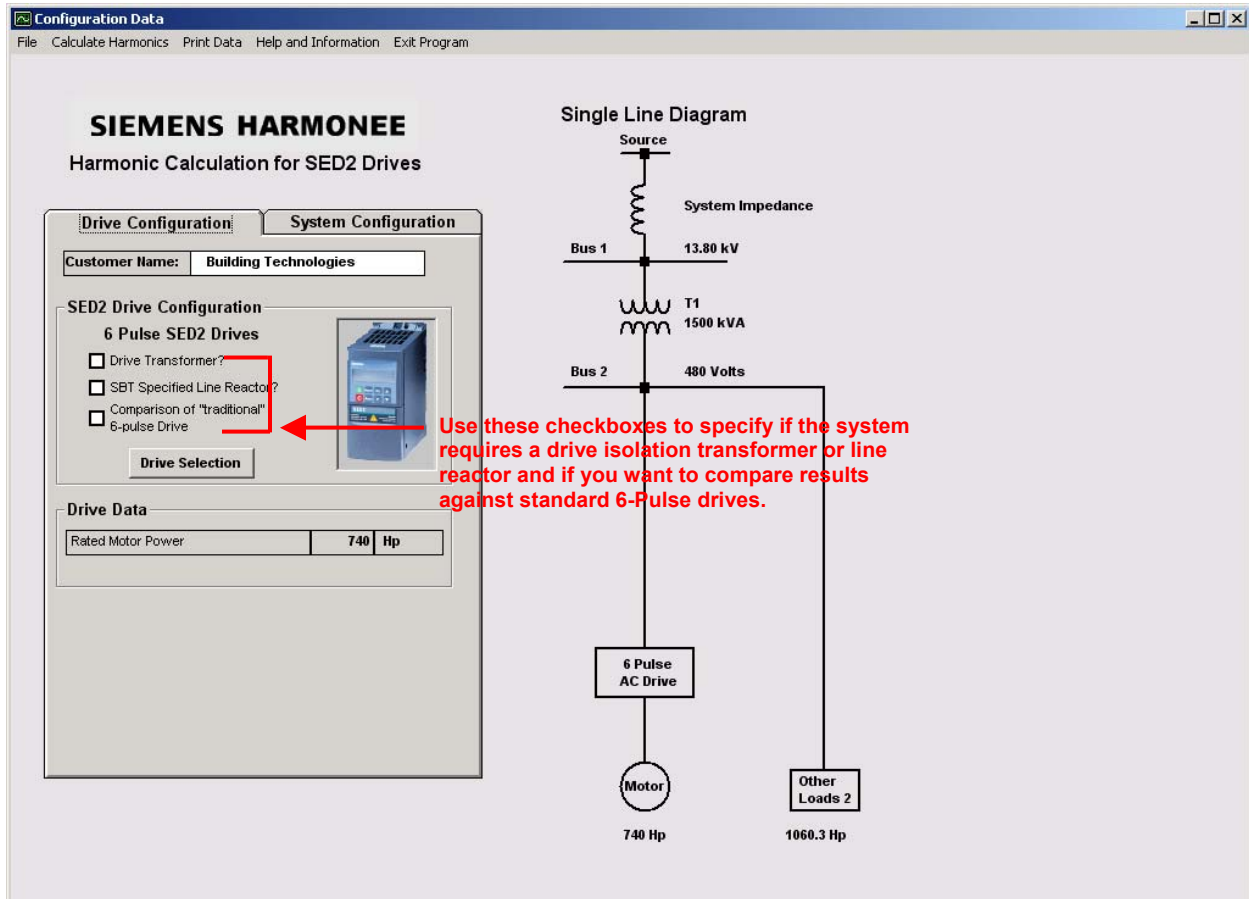 Configuration Data
File Calculate Harmonics Print Data Help and Information Exit Program
SIEMENS HARMONEE
Harmonic Calculation for SED2 Drives
Drive Configuration
System Configuration
Customer Name:
Building Technologies
SED2 Drive Configuration
6 Pulse SED2 Drives
Drive Transformer?
SBT Specified Line Reactor?
Comparison of "traditional"
6-pulse Drive
Drive Selection
Drive Data
Rated Motor Power
740
Hp
Use these checkboxes to specify if the system
requires a drive isolation transformer or line
reactor and if you want to compare results
against standard 6-Pulse drives.
Single Line Diagram
Source
System Impedance
Bus 1
13.80 kV
T1
1500 kVA
Bus 2
480 Volts
6 Pulse
AC Drive
Motor
740 Hp
Other
Loads 2
1060.3 Hp